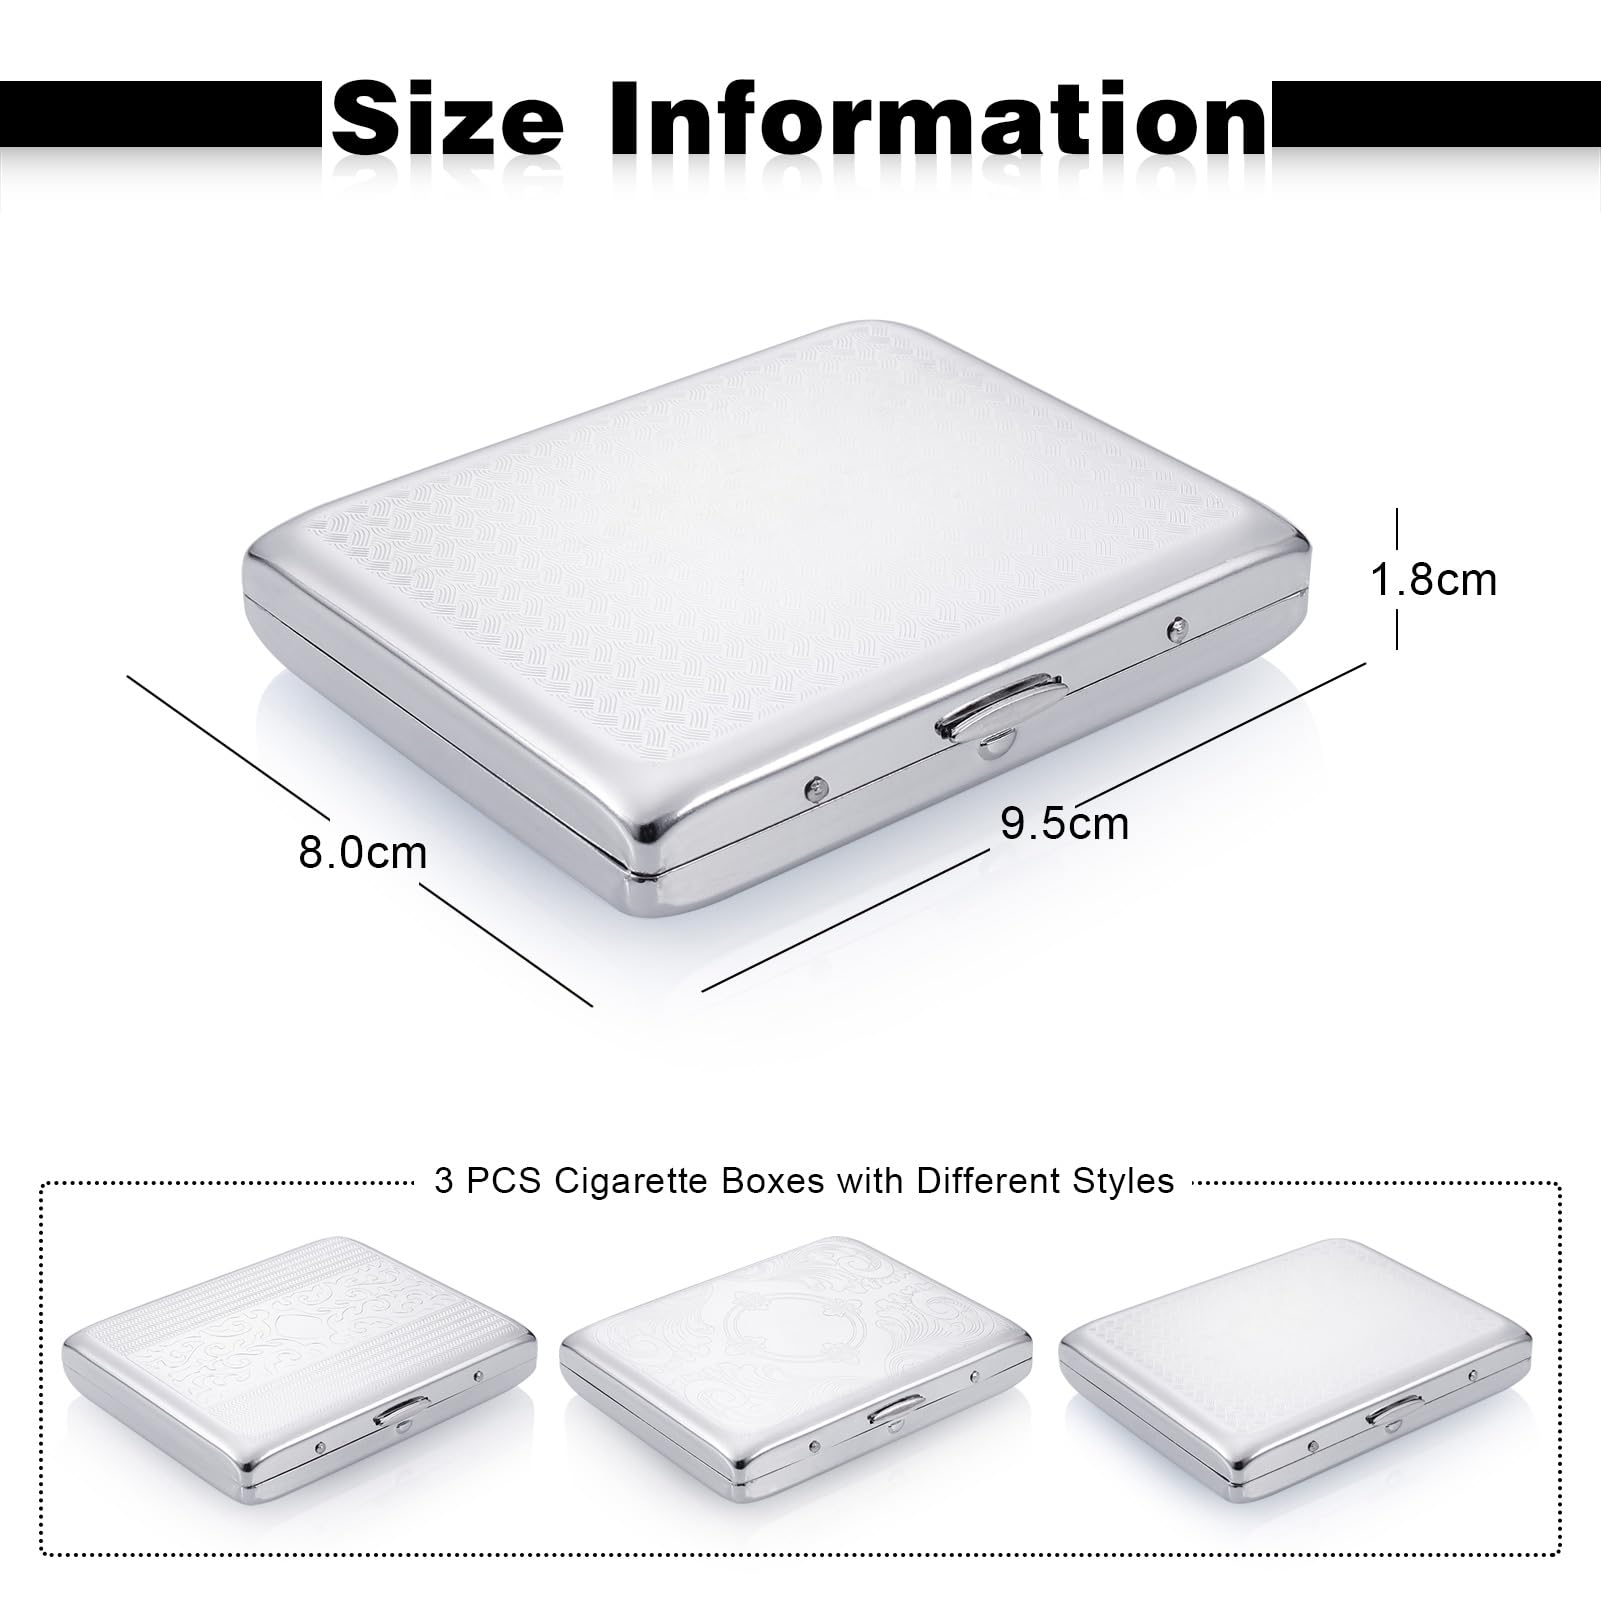 Size Information
1.8cm
9.5cm
8.0cm
3 PCS Cigarette Boxes with Different Styles